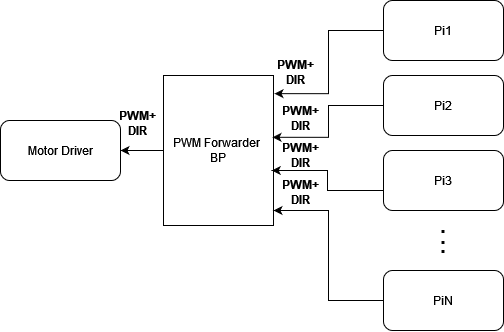 Pi1
PWM+
DIR
PWM+
DIR
Pi2
PWM+
DIR
PWM Forwarder
BP
Motor Driver
PWM+
DIR
Pi3
PWM+
DIR
PiN